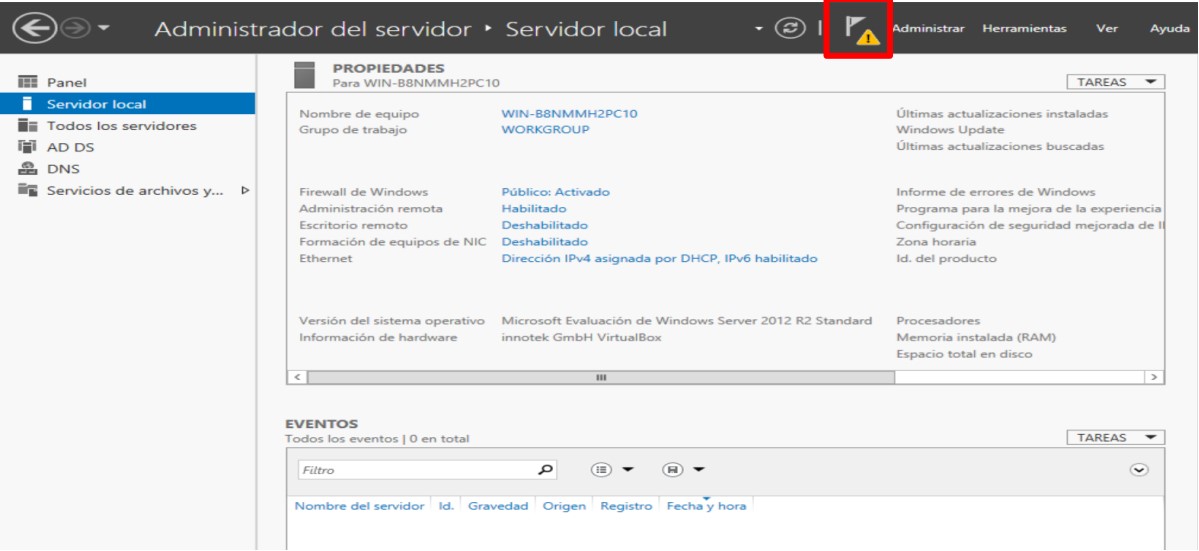 Administrador del servidor ‣ Servidor local
Administrar Herramientas Ver Ayuda
Panel
Servidor local
Todos los servidores
AD DS
DNS
Servicios de archivos y...
PROPIEDADES
Para WIN-B8NMMH2PC10
TAREAS
Nombre de equipo WIN-B8NMMH2PC10 Últimas actualizaciones instaladas
Grupo de trabajo WORKGROUP Windows Update
Últimas actualizaciones buscadas
Firewall de Windows Público: Activado Informe de errores de Windows
Administración remota Habilitado Programa para la mejora de la experiencia
Escritorio remoto Deshabilitado Configuración de seguridad mejorada de
Formación de equipos de NIC Deshabilitado Zona horaria
Ethernet Dirección IPv4 asignada por DHCP, IPv6 habilitado Id. del producto
Versión del sistema operativo Microsoft Evaluación de Windows Server 2012 R2 Standard Procesadores
Información de hardware innotek GmbH VirtualBox Memoria instalada (RAM)
Espacio total en disco
EVENTOS
Todos los eventos | 0 en total
TAREAS
Filtro
Nombre del servidor Id. Gravedad Origen Registro Fecha y hora